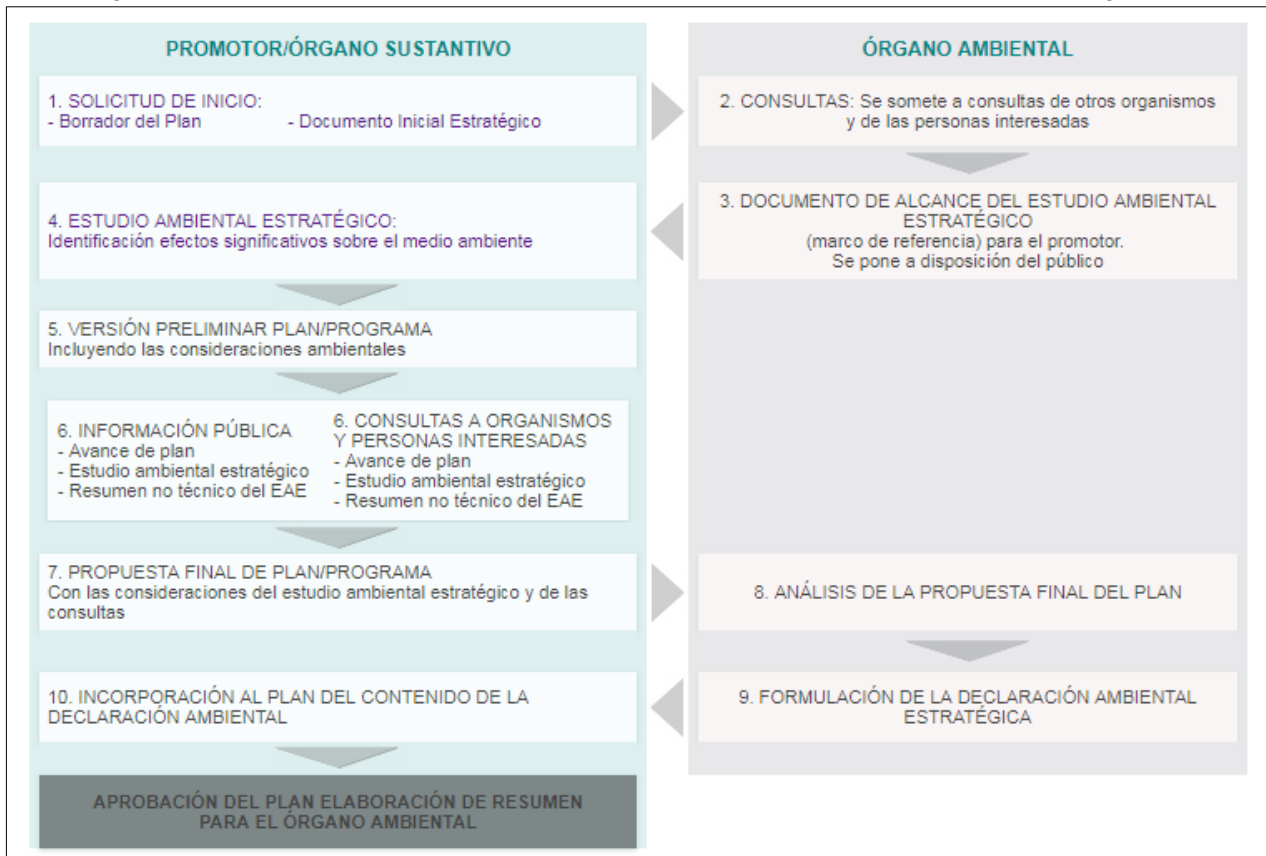 PROMOTOR/ÓRGANO SUSTANTIVO
ÓRGANO AMBIENTAL
1. SOLICITUD DE INICIO:
- Borrador del Plan - Documento Inicial Estratégico
2. CONSULTAS: Se somete a consultas de otros organismos
y de las personas interesadas
3. DOCUMENTO DE ALCANCE DEL ESTUDIO AMBIENTAL
ESTRATÉGICO
(marco de referencia) para el promotor.
Se pone a disposición del público
4. ESTUDIO AMBIENTAL ESTRATÉGICO:
Identificación efectos significativos sobre el medio ambiente
5. VERSIÓN PRELIMINAR PLAN/PROGRAMA
Incluyendo las consideraciones ambientales
6. INFORMACIÓN PÚBLICA
- Avance de plan
- Estudio ambiental estratégico
- Resumen no técnico del EAE
6. CONSULTAS A ORGANISMOS
Y PERSONAS INTERESADAS
- Avance de plan
- Estudio ambiental estratégico
- Resumen no técnico del EAE
7. PROPUESTA FINAL DE PLAN/PROGRAMA
Con las consideraciones del estudio ambiental estratégico y de las
consultas
8. ANÁLISIS DE LA PROPUESTA FINAL DEL PLAN
9. FORMULACIÓN DE LA DECLARACIÓN AMBIENTAL
ESTRATÉGICA
10. INCORPORACIÓN AL PLAN DEL CONTENIDO DE LA
DECLARACIÓN AMBIENTAL
APROBACIÓN DEL PLAN ELABORACIÓN DE RESUMEN
PARA EL ÓRGANO AMBIENTAL